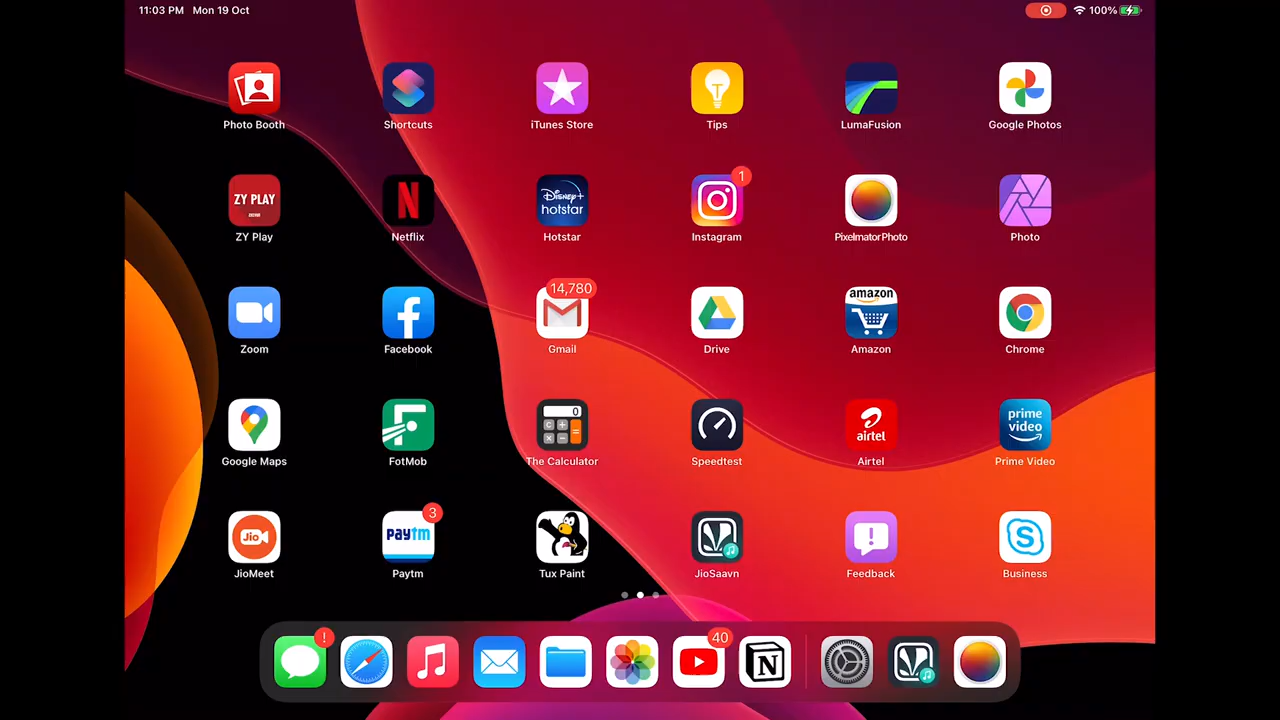 11:03 PM Mon 19 Oct
100%
Photo Booth
Shortcuts
iTunes Store
T
Tips
LumaFusion
Google Photos
ZY PLAY
ZY Play
N
Netflix
Disney+
hotstar
Hotstar
1
Instagram
Pixelmator Photo
Photo
Zoom
f
Facebook
14,780
Gmail
Drive
amazon
Amazon
Chrome
Google Maps
FotMob
0
C + = × −
The Calculator
Speedtest
airtel
Airtel
prime
video
Prime Video
Jio
JioMeet
3
paytm
Paytm
Tux Paint
JioSaavn
!
Feedback
S
Business
!
40
N